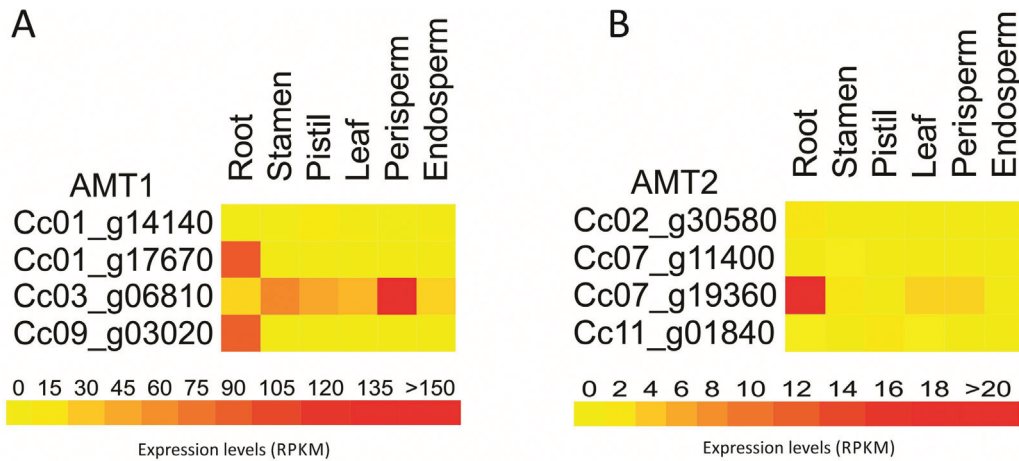 A
Root
Stamen
Pistil
Leaf
Perisperm
Endosperm
AMT1
Cc01_g14140
Cc01_g17670
Cc03_g06810
Cc09_g03020
0 15 30 45 60 75 90 105 120 135 >150
Expression levels (RPKM)
B
Root
Stamen
Pistil
Leaf
Perisperm
Endosperm
AMT2
Cc02_g30580
Cc07_g11400
Cc07_g19360
Cc11_g01840
0 2 4 6 8 10 12 14 16 18 >20
Expression levels (RPKM)